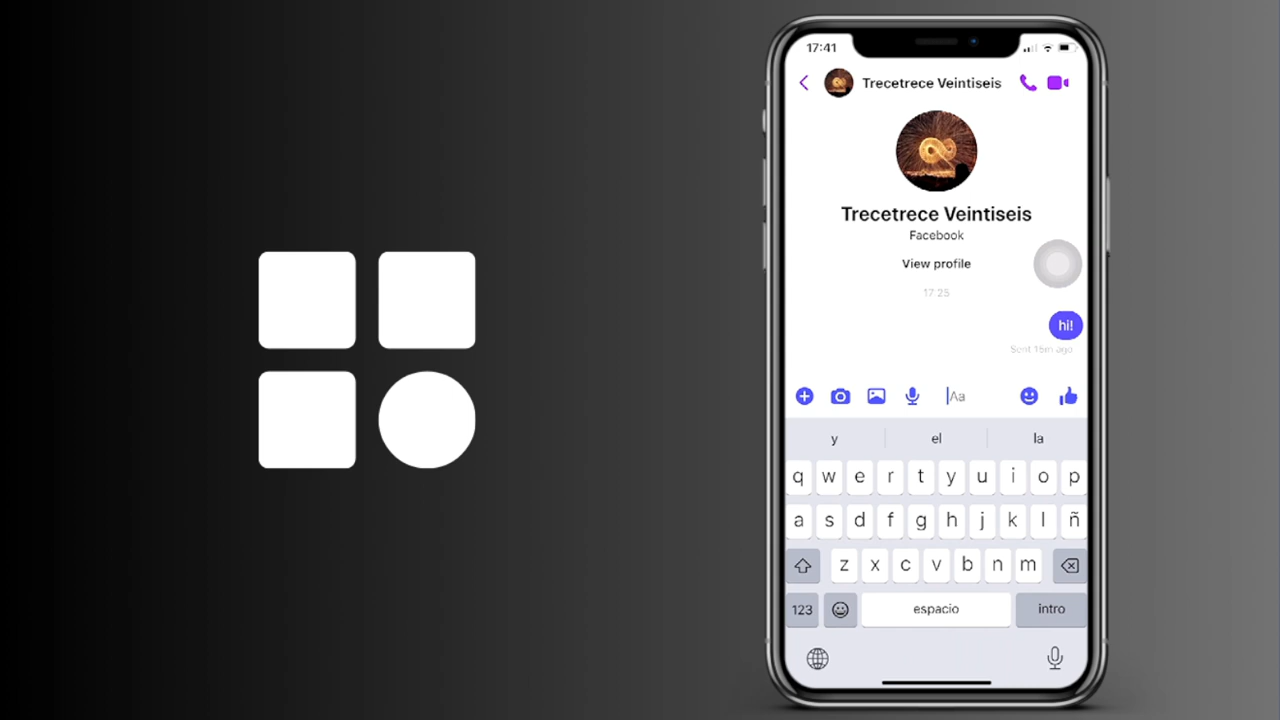 17:41
Trecetrece Veintiseis
Trecetrece Veintiseis
Facebook
View profile
17:25
hi!
Sent 15m ago
Aa
y el la
q w e r t y u i o p
a s d f g h j k l ñ
z x c v b n m
123 espacio intro